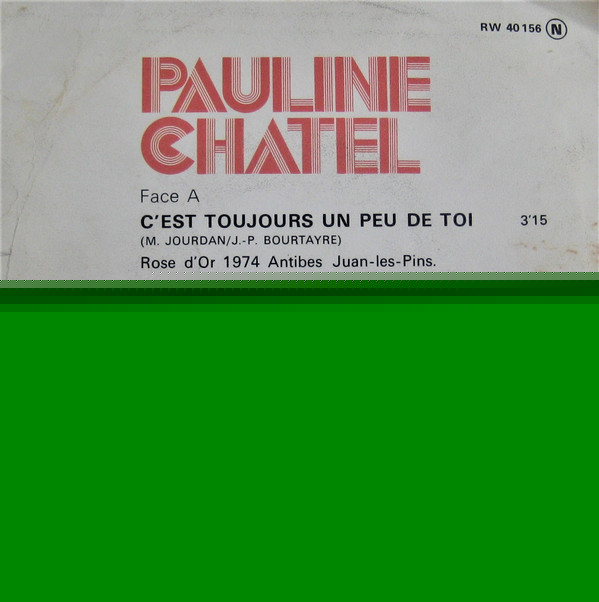 RW 40156 N
PAULINE
CHATEL
Face A
C'EST TOUJOURS UN PEU DE TOI 3'15
(M. JOURDAN/J.-P. BOURTAYRE)
Rose d'Or 1974 Antibes Juan-les-Pins.